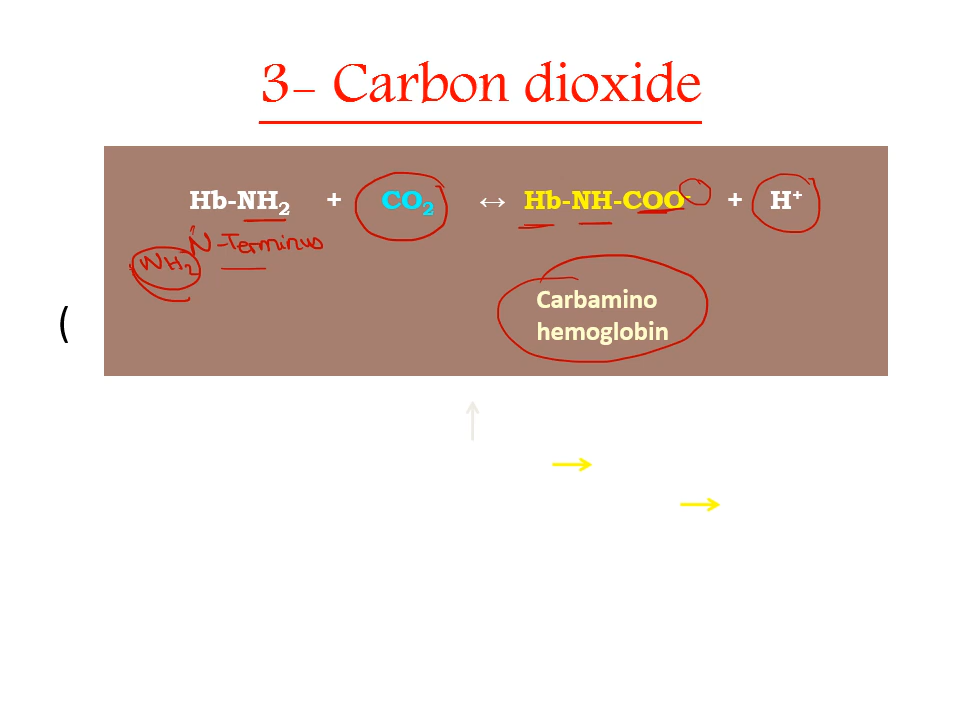 3- Carbon dioxide
Hb-NH₂ + CO₂ ↔ Hb-NH-COO⁻ + H⁺
N-Terminus
NH₂
Carbamino
hemoglobin
(